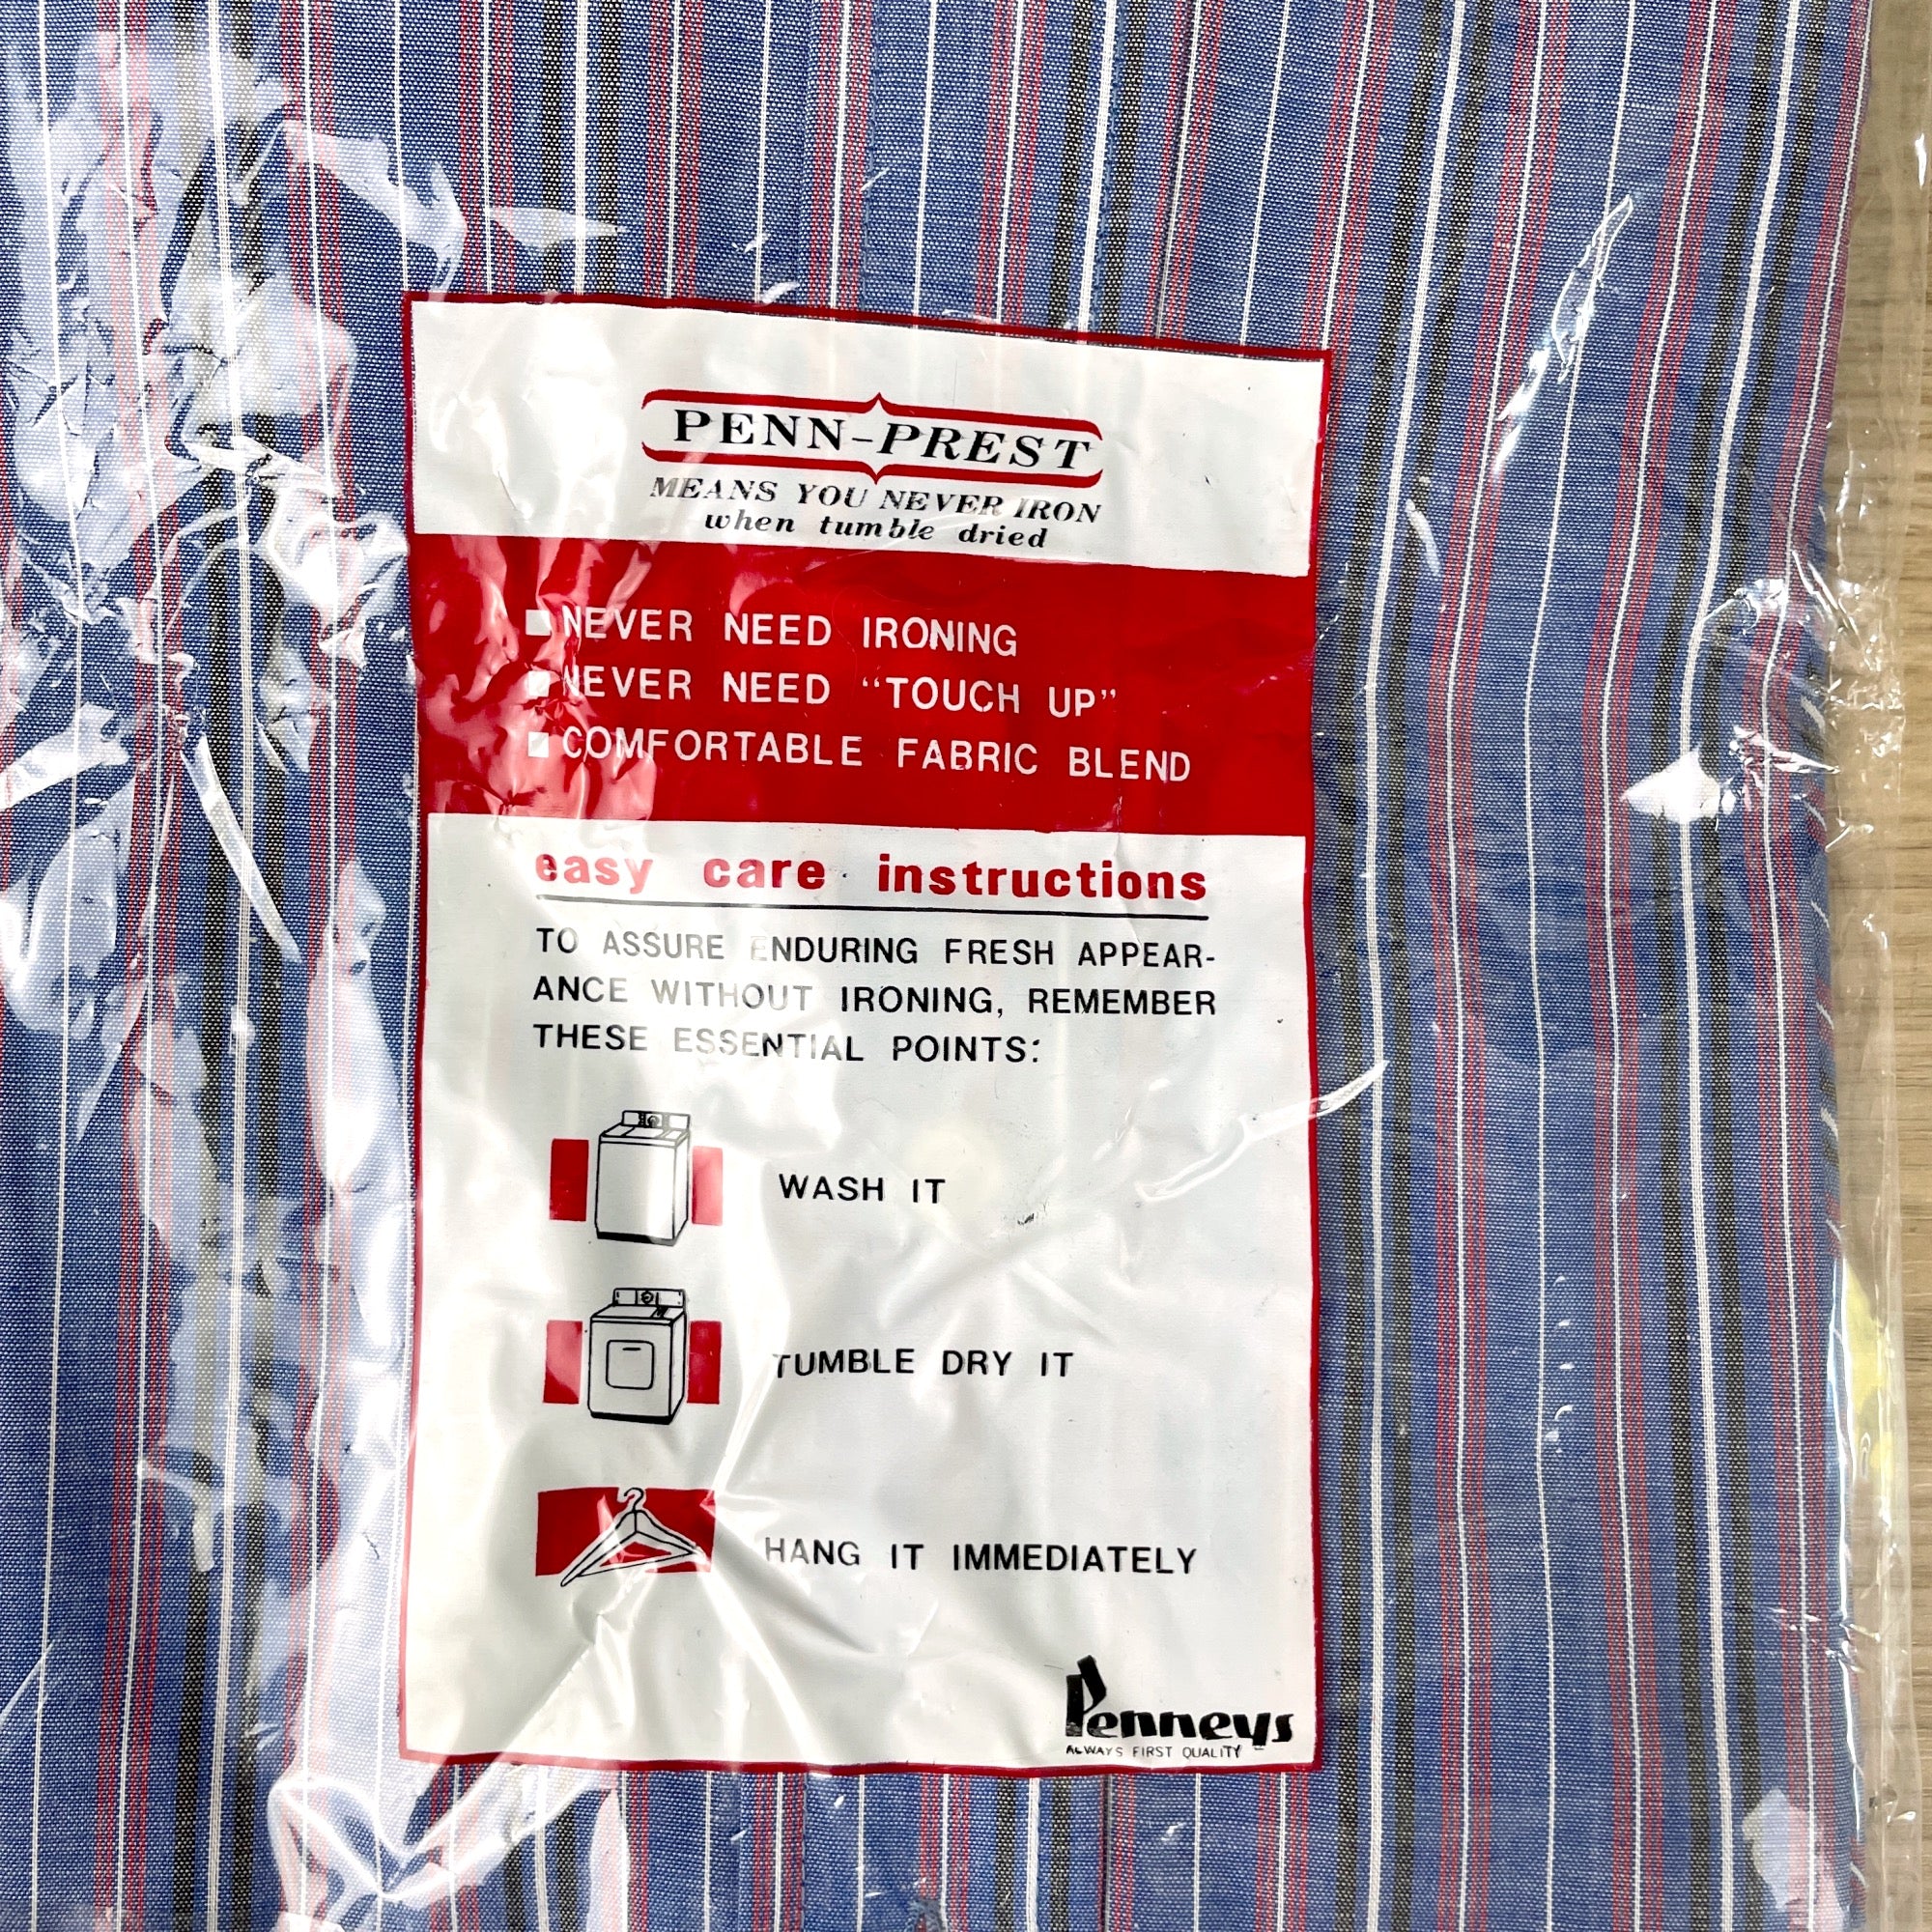 PENN-PREST
MEANS YOU NEVER IRON
when tumble dried
NEVER NEED IRONING
NEVER NEED “TOUCH UP”
COMFORTABLE FABRIC BLEND
easy care instructions
TO ASSURE ENDURING FRESH APPEAR-
ANCE WITHOUT IRONING, REMEMBER
THESE ESSENTIAL POINTS:
WASH IT
TUMBLE DRY IT
HANG IT IMMEDIATELY
Penneys
ALWAYS FIRST QUALITY